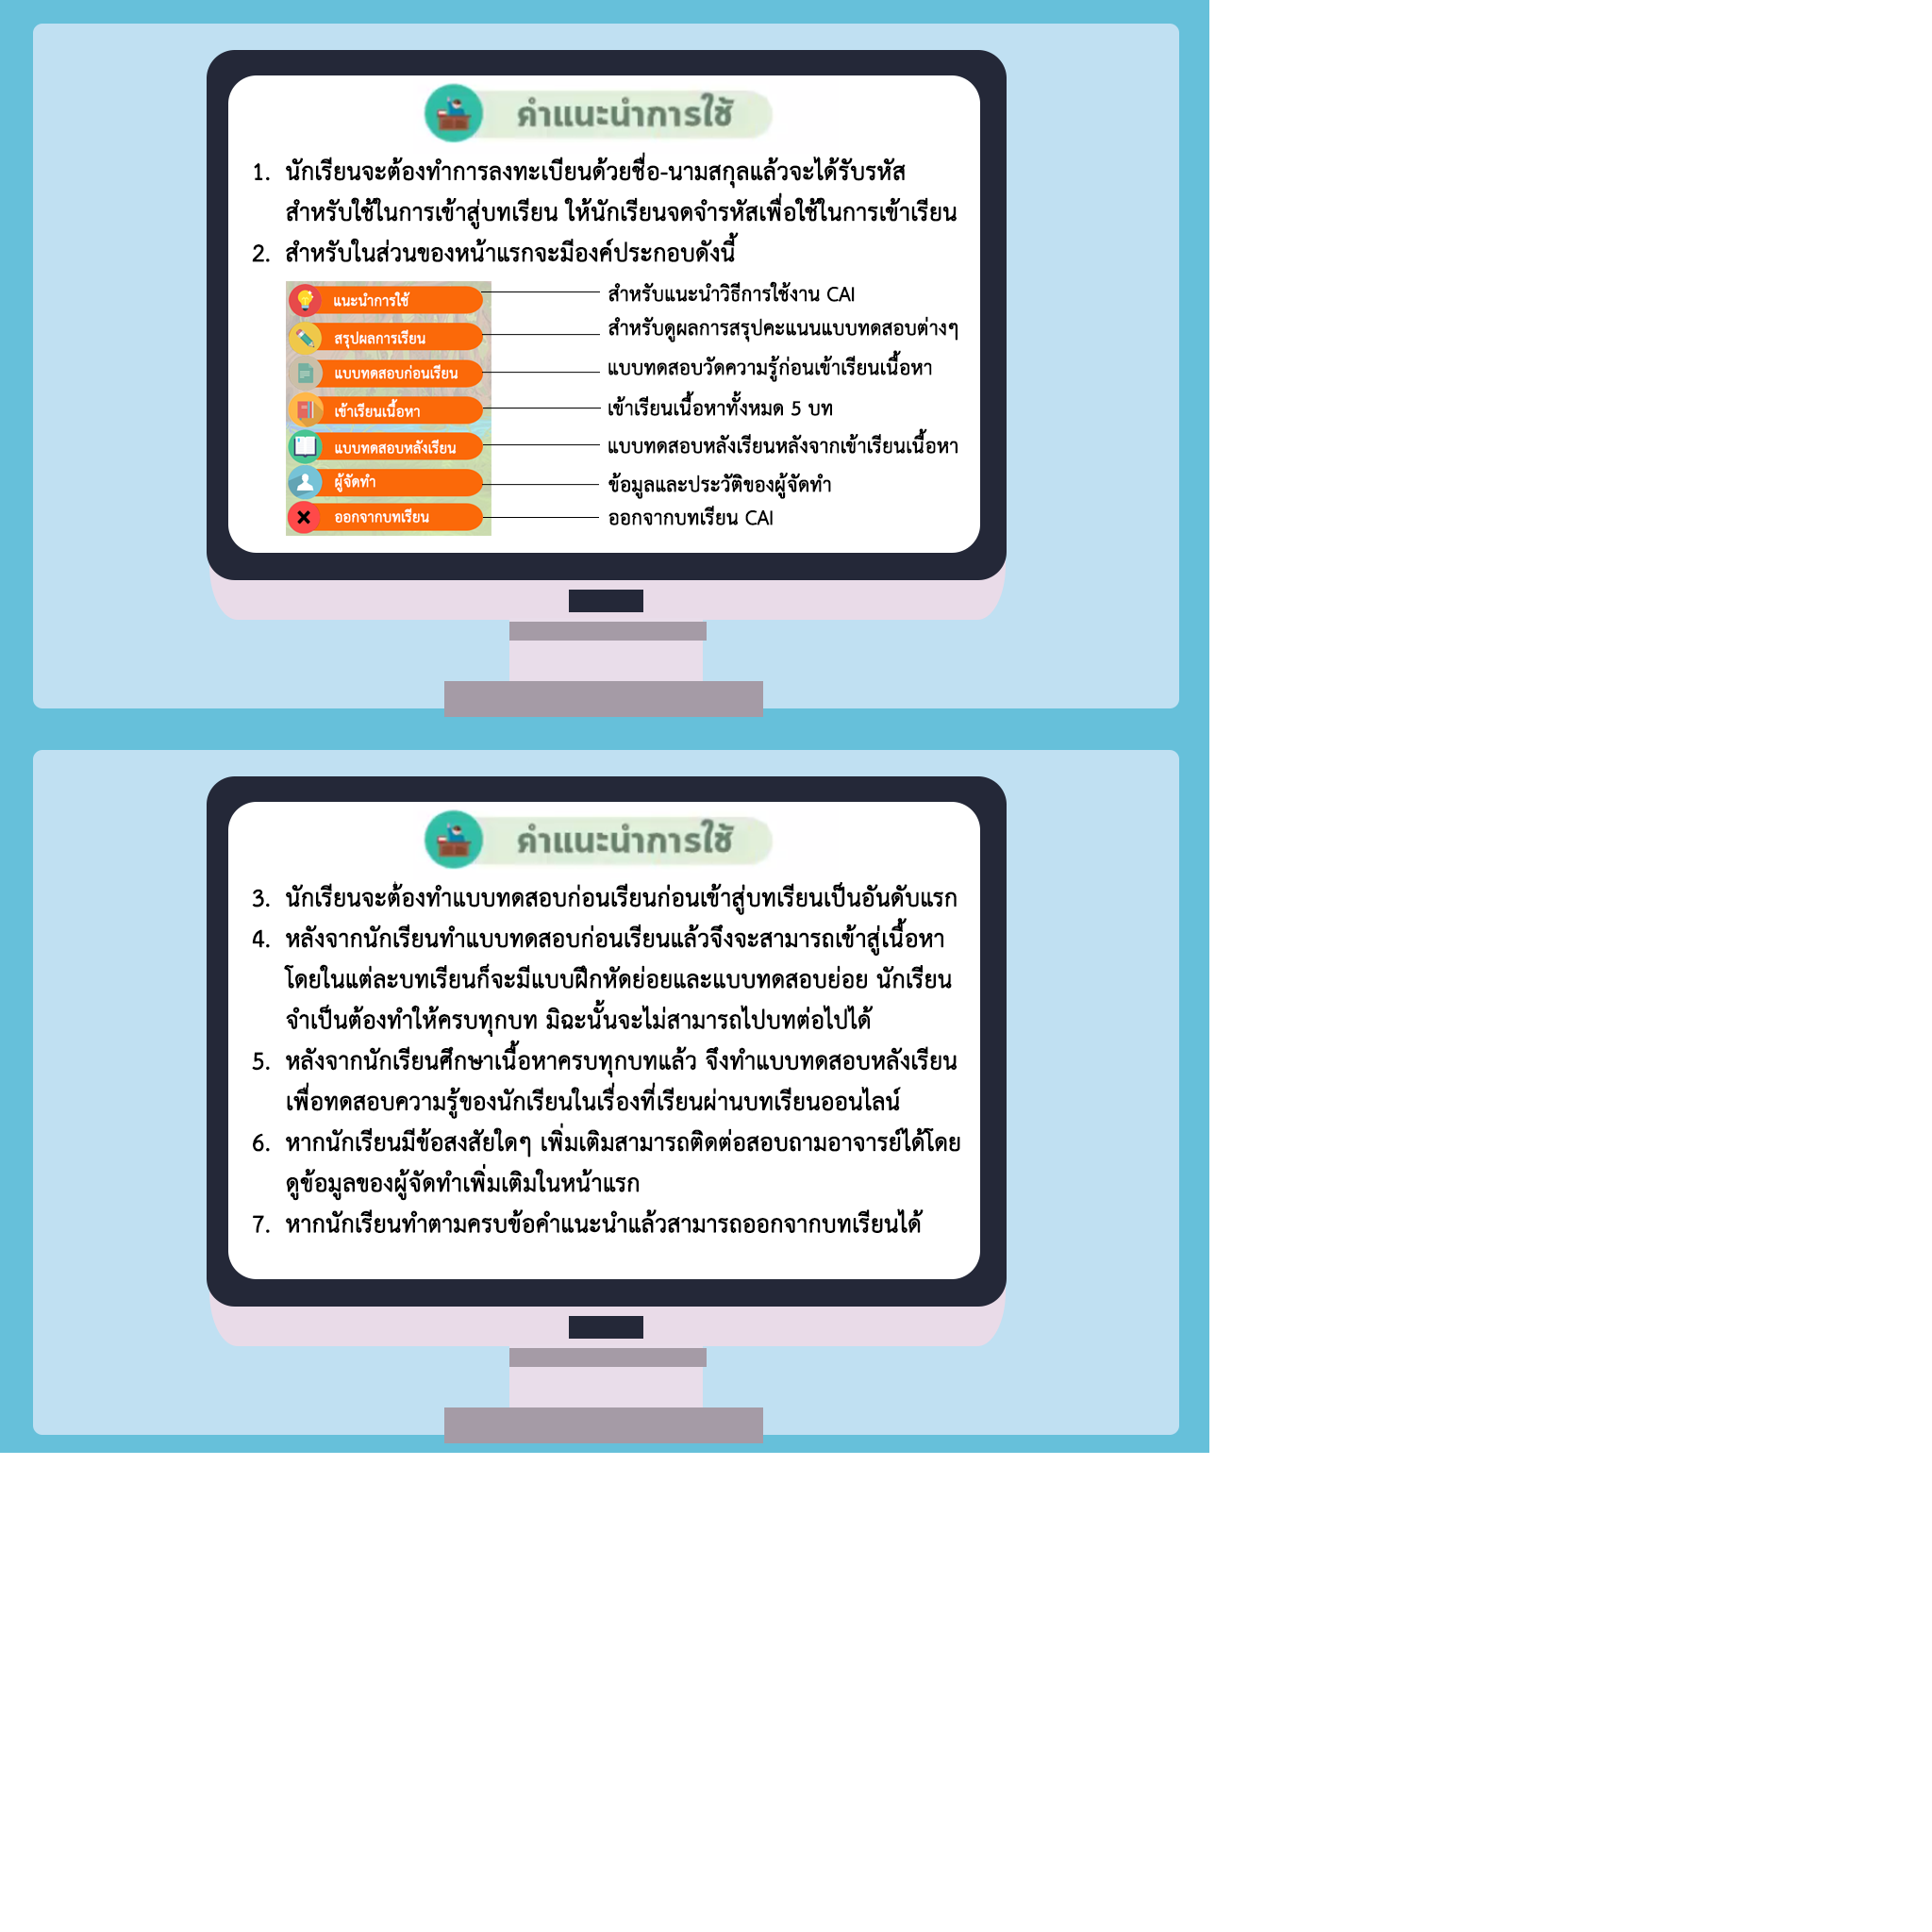 คำแนะนำการใช้
1. นักเรียนจะต้องทำการลงทะเบียนด้วยชื่อ-นามสกุลแล้วจะได้รับรหัส
สำหรับใช้ในการเข้าสู่บทเรียน ให้นักเรียนจดจำรหัสเพื่อใช้ในการเข้าเรียน
2. สำหรับในส่วนของหน้าแรกจะมีองค์ประกอบดังนี้
แนะนำการใช้ สำหรับแนะนำวิธีการใช้งาน CAI
สรุปผลการเรียน สำหรับดูผลการสรุปคะแนนแบบทดสอบต่างๆ
แบบทดสอบก่อนเรียน แบบทดสอบวัดความรู้ก่อนเข้าเรียนเนื้อหา
เข้าเรียนเนื้อหา เข้าเรียนเนื้อหาทั้งหมด 5 บท
แบบทดสอบหลังเรียน แบบทดสอบหลังเรียนหลังจากเข้าเรียนเนื้อหา
ผู้จัดทำ ข้อมูลและประวัติของผู้จัดทำ
ออกจากบทเรียน ออกจากบทเรียน CAI
คำแนะนำการใช้
3. นักเรียนจะต้องทำแบบทดสอบก่อนเรียนก่อนเข้าสู่บทเรียนเป็นอันดับแรก
4. หลังจากนักเรียนทำแบบทดสอบก่อนเรียนแล้วจึงจะสามารถเข้าสู่เนื้อหา
โดยในแต่ละบทเรียนก็จะมีแบบฝึกหัดย่อยและแบบทดสอบย่อย นักเรียน
จำเป็นต้องทำให้ครบทุกบท มิฉะนั้นจะไม่สามารถไปบทต่อไปได้
5. หลังจากนักเรียนศึกษาเนื้อหาครบทุกบทแล้ว จึงทำแบบทดสอบหลังเรียน
เพื่อทดสอบความรู้ของนักเรียนในเรื่องที่เรียนผ่านบทเรียนออนไลน์
6. หากนักเรียนมีข้อสงสัยใดๆ เพิ่มเติมสามารถติดต่อสอบถามอาจารย์ได้โดย
ดูข้อมูลของผู้จัดทำเพิ่มเติมในหน้าแรก
7. หากนักเรียนทำตามครบข้อคำแนะนำแล้วสามารถออกจากบทเรียนได้